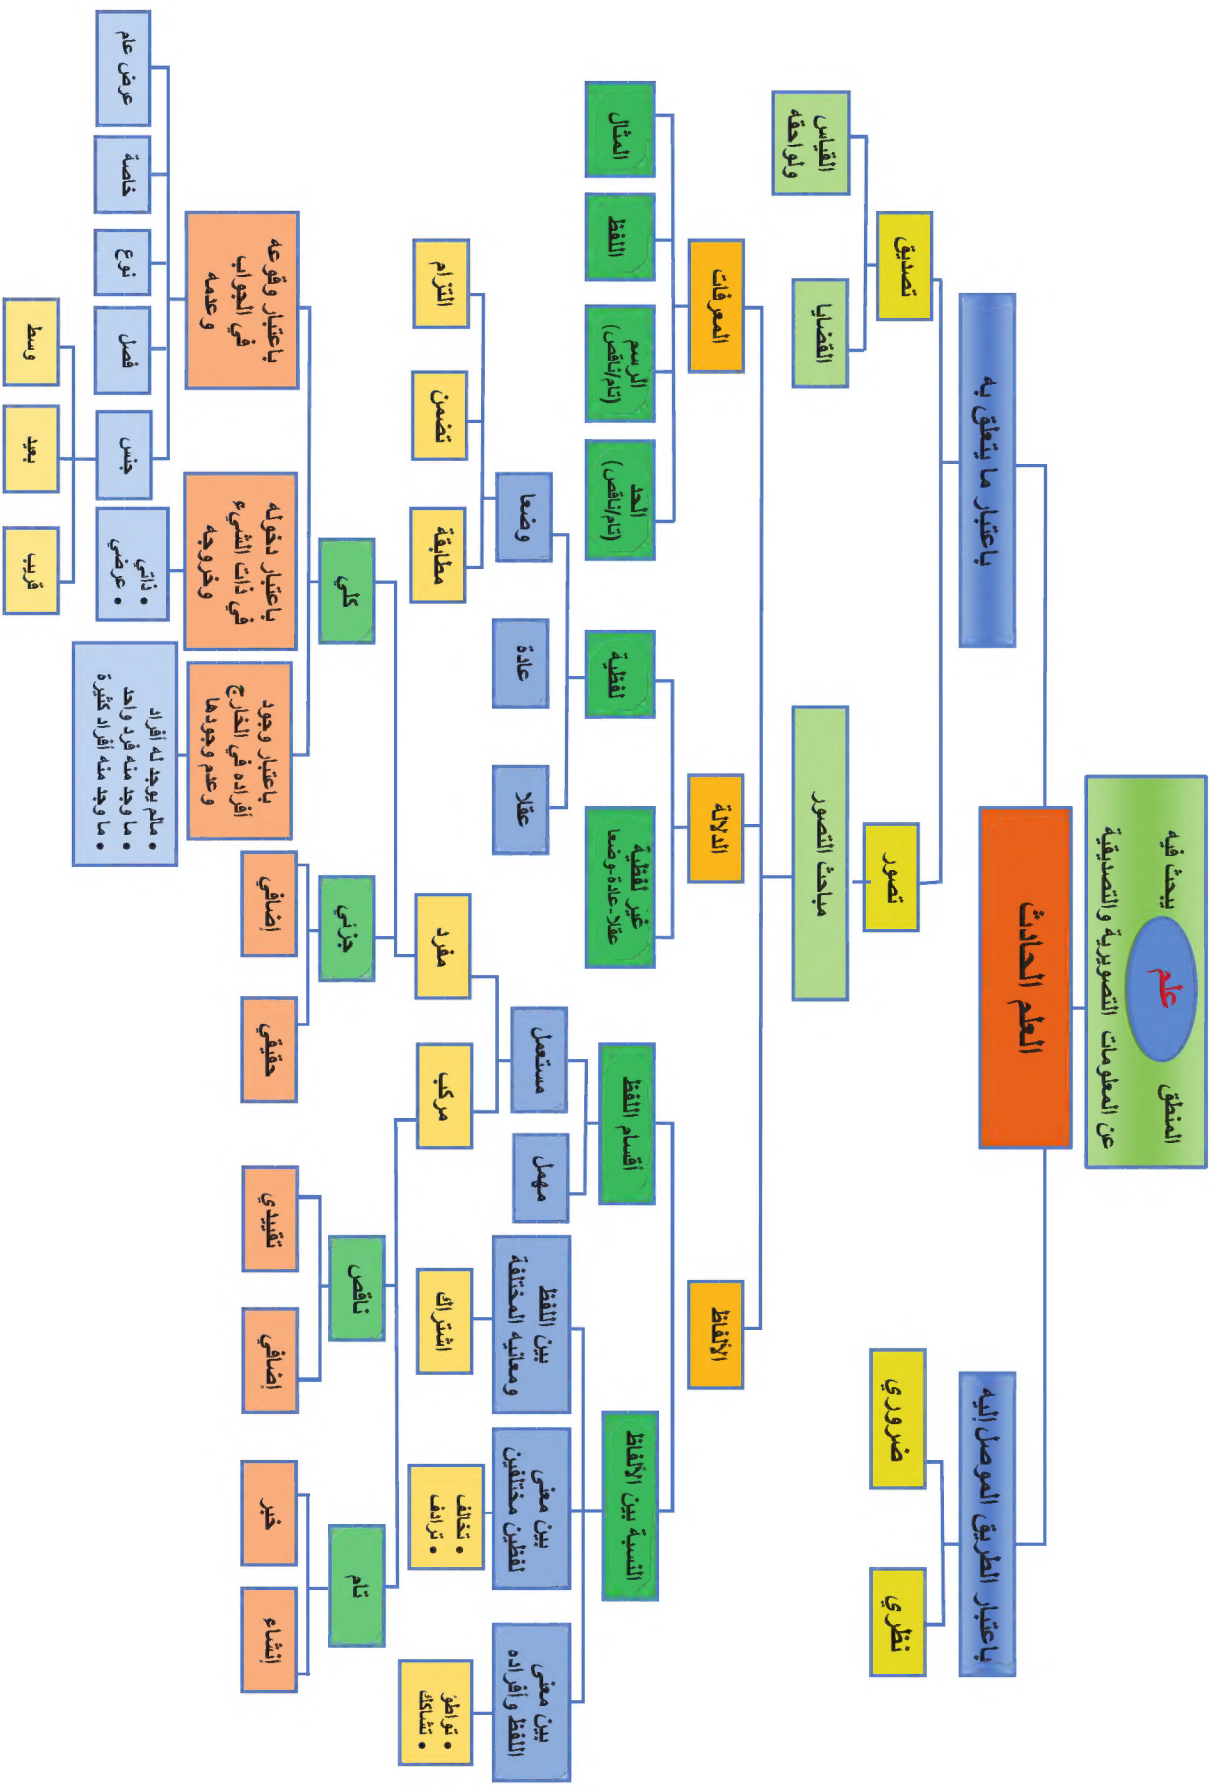 علم
المنطق
يبحث فيه
عن المعلومات التصويرية والتصديقية
العلم الحادث
باعتبار الطريق الموصل إليه
باعتبار ما يتعلق به
نظري
ضروري
تصور
تصديق
مباحث التصور
القضايا
القياس
ولواحقه
الألفاظ
الدلالة
المعرفات
النسبة بين الألفاظ
أقسام اللفظ
غير لفظية
عقلا-عادة-وضعا
لفظية
الحد
(تام/ناقص)
الرسم
(تام/ناقص)
اللفظ
المثال
بين معنى
اللفظ وأفراده
بين معنى
لفظين مختلفين
بين اللفظ
ومعانيه المختلفة
مهمل
مستعمل
عقلا
عادة
وضعا
• تواطؤ
• تشاكك
• تخالف
• ترادف
اشتراك
مركب
مفرد
مطابقة
تضمن
التزام
تام
ناقص
جزئي
كلي
إنشاء
خبر
إضافي
تقييدي
حقيقي
إضافي
باعتبار وجود
أفراده في الخارج
وعدم وجودها
باعتبار دخوله
في ذات الشيء
وخروجه
باعتبار وقوعه
في الجواب
وعدمه
• مالم يوجد له أفراد
• ما وجد منه فرد واحد
• ما وجد منه أفراد كثيرة
• ذاتي
• عرضي
جنس
فصل
نوع
خاصة
عرض عام
قريب
بعيد
وسط